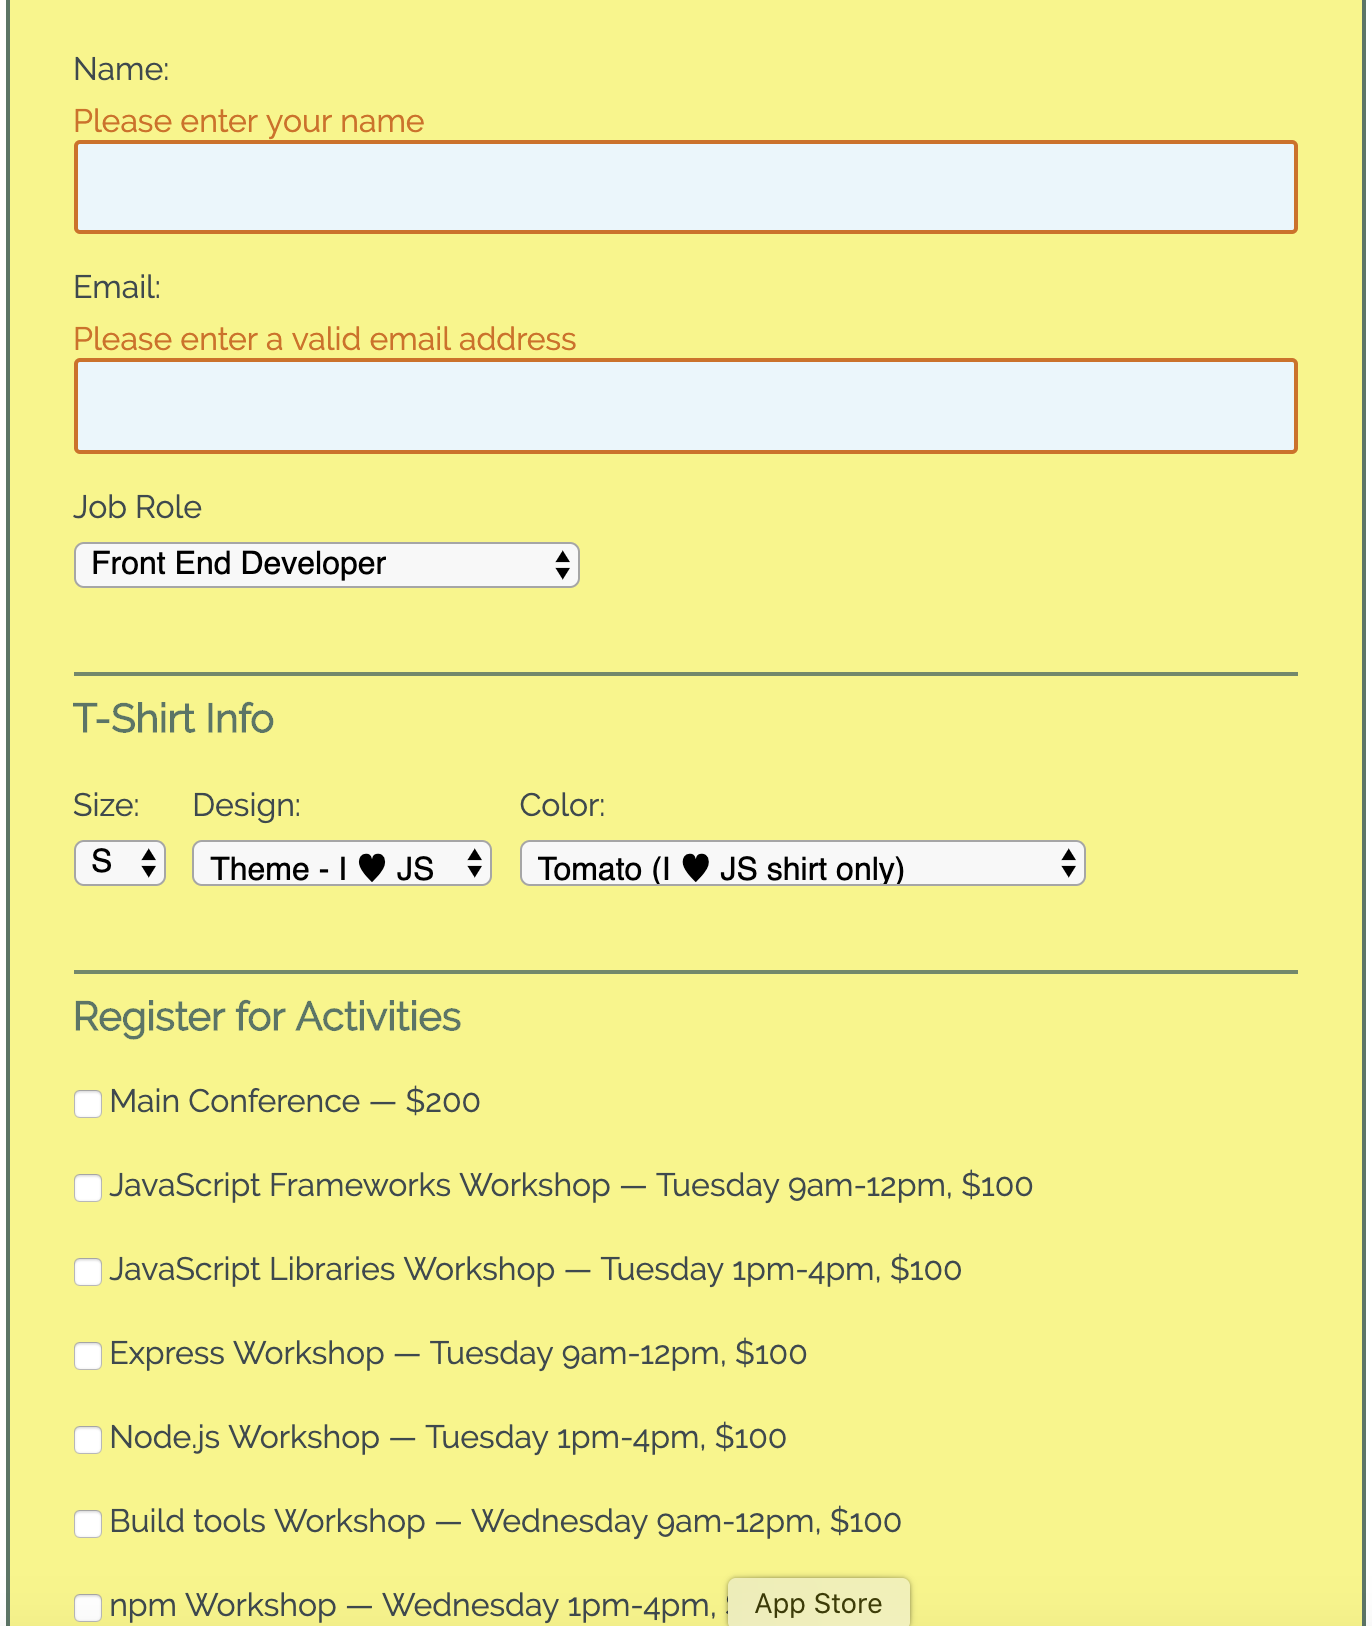 Name:
Please enter your name
Email:
Please enter a valid email address
Job Role
Front End Developer
T-Shirt Info
Size: Design: Color:
S Theme - I ♥ JS Tomato (I ♥ JS shirt only)
Register for Activities
Main Conference — $200
JavaScript Frameworks Workshop — Tuesday 9am-12pm, $100
JavaScript Libraries Workshop — Tuesday 1pm-4pm, $100
Express Workshop — Tuesday 9am-12pm, $100
Node.js Workshop — Tuesday 1pm-4pm, $100
Build tools Workshop — Wednesday 9am-12pm, $100
npm Workshop — Wednesday 1pm-4pm,
App Store